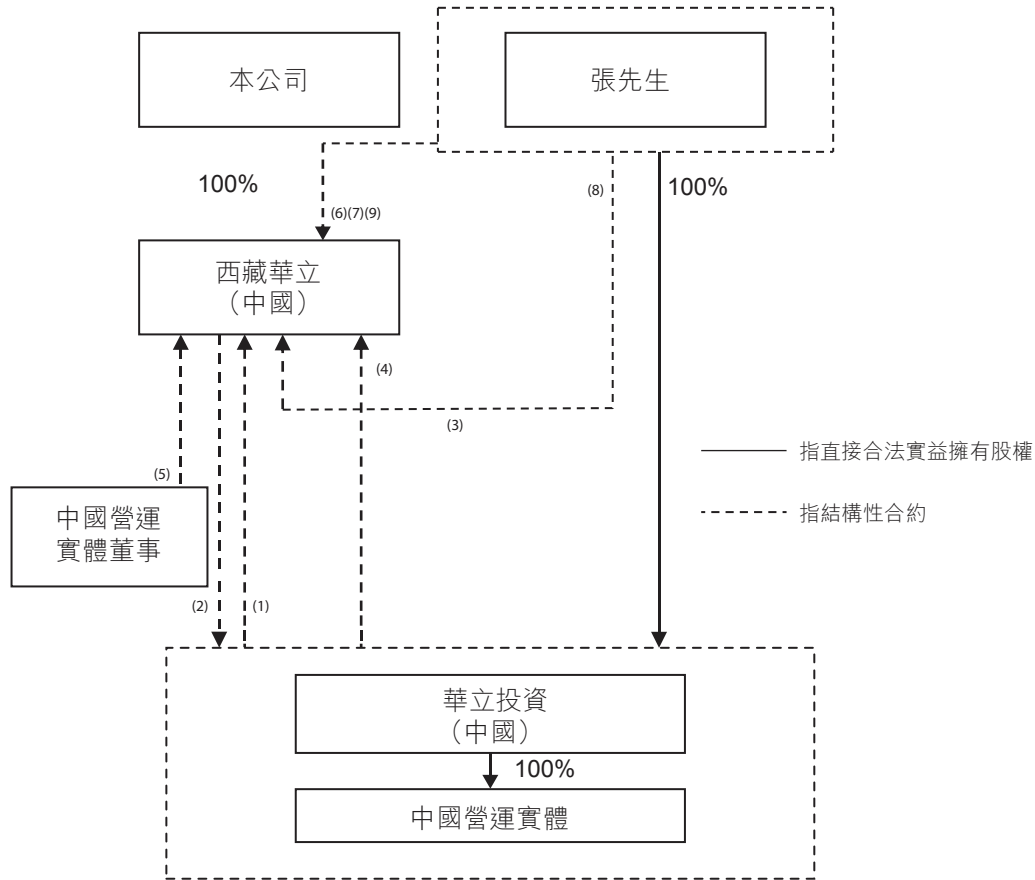 本公司
張先生
100%
(8)
100%
(6)(7)(9)
西藏華立
（中國）
(4)
(3)
指直接合法實益擁有股權
(5)
中國營運
實體董事
指結構性合約
(2)
(1)
華立投資
（中國）
100%
中國營運實體